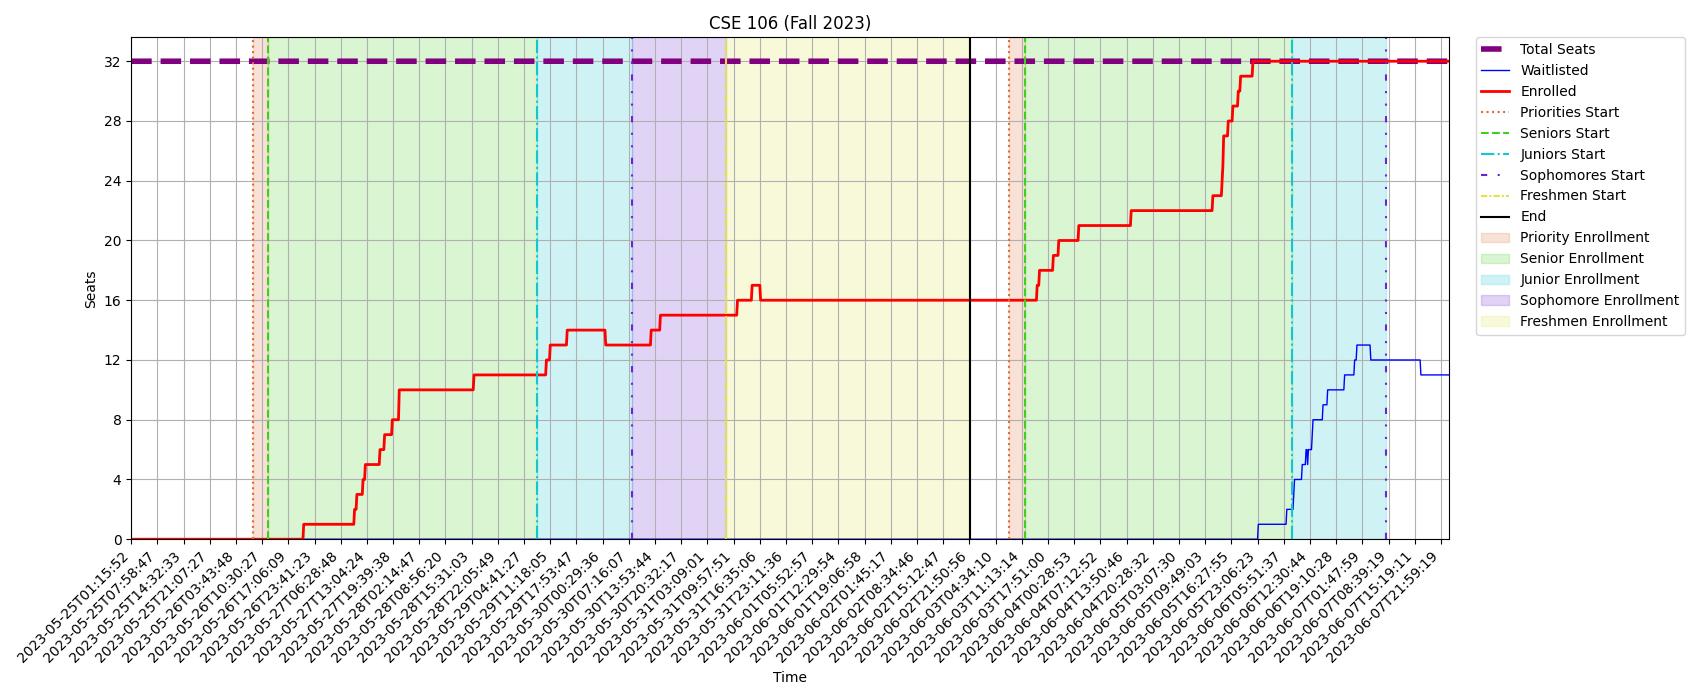 CSE 106 (Fall 2023)
Seats
32
28
24
20
16
12
8
4
0
2023-05-25T01:15:52
2023-05-25T07:58:47
2023-05-25T14:32:33
2023-05-25T21:07:27
2023-05-26T03:43:48
2023-05-26T10:30:27
2023-05-26T17:06:09
2023-05-26T23:41:23
2023-05-27T06:28:48
2023-05-27T13:04:24
2023-05-27T19:39:38
2023-05-28T02:14:47
2023-05-28T08:56:20
2023-05-28T15:31:03
2023-05-28T22:05:49
2023-05-29T04:41:27
2023-05-29T11:18:05
2023-05-29T17:53:47
2023-05-30T00:29:36
2023-05-30T07:16:07
2023-05-30T13:53:44
2023-05-30T20:32:17
2023-05-31T03:09:01
2023-05-31T09:57:51
2023-05-31T16:35:06
2023-05-31T23:11:36
2023-06-01T05:52:57
2023-06-01T12:29:54
2023-06-01T19:06:58
2023-06-02T01:45:17
2023-06-02T08:34:46
2023-06-02T15:12:47
2023-06-02T21:50:56
2023-06-03T04:34:10
2023-06-03T11:13:14
2023-06-03T17:51:00
2023-06-04T00:28:53
2023-06-04T07:12:52
2023-06-04T13:50:46
2023-06-04T20:28:32
2023-06-05T03:07:30
2023-06-05T09:49:03
2023-06-05T16:27:55
2023-06-05T23:06:23
2023-06-06T05:51:37
2023-06-06T12:30:44
2023-06-06T19:10:28
2023-06-07T01:47:59
2023-06-07T08:39:19
2023-06-07T15:19:11
2023-06-07T21:59:19
Time
Total Seats
Waitlisted
Enrolled
Priorities Start
Seniors Start
Juniors Start
Sophomores Start
Freshmen Start
End
Priority Enrollment
Senior Enrollment
Junior Enrollment
Sophomore Enrollment
Freshmen Enrollment